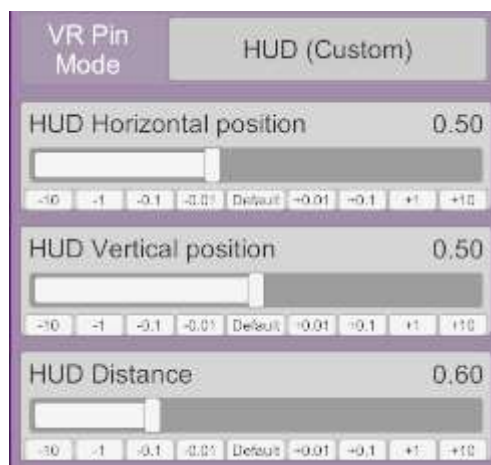 VR Pin
Mode
HUD (Custom)
HUD Horizontal position 0.50
-10 -1 -0.1 -0.01 Default +0.01 +0.1 +1 +10
HUD Vertical position 0.50
-10 -1 -0.1 -0.01 Default +0.01 +0.1 +1 +10
HUD Distance 0.60
-10 -1 -0.1 -0.01 Default +0.01 +0.1 +1 +10